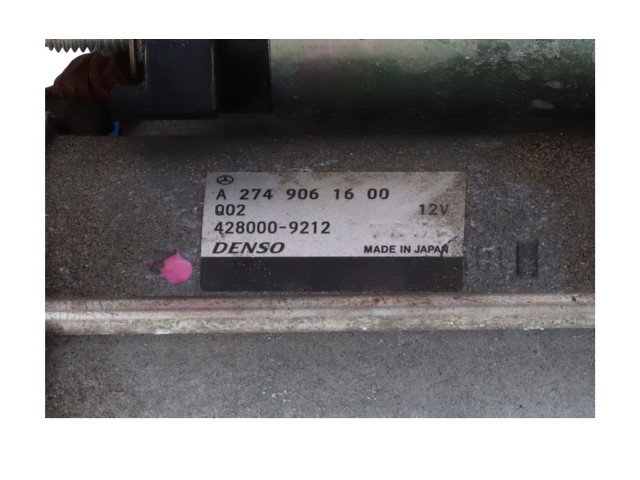 A 274 906 16 00
Q02 12V
428000-9212
DENSO MADE IN JAPAN